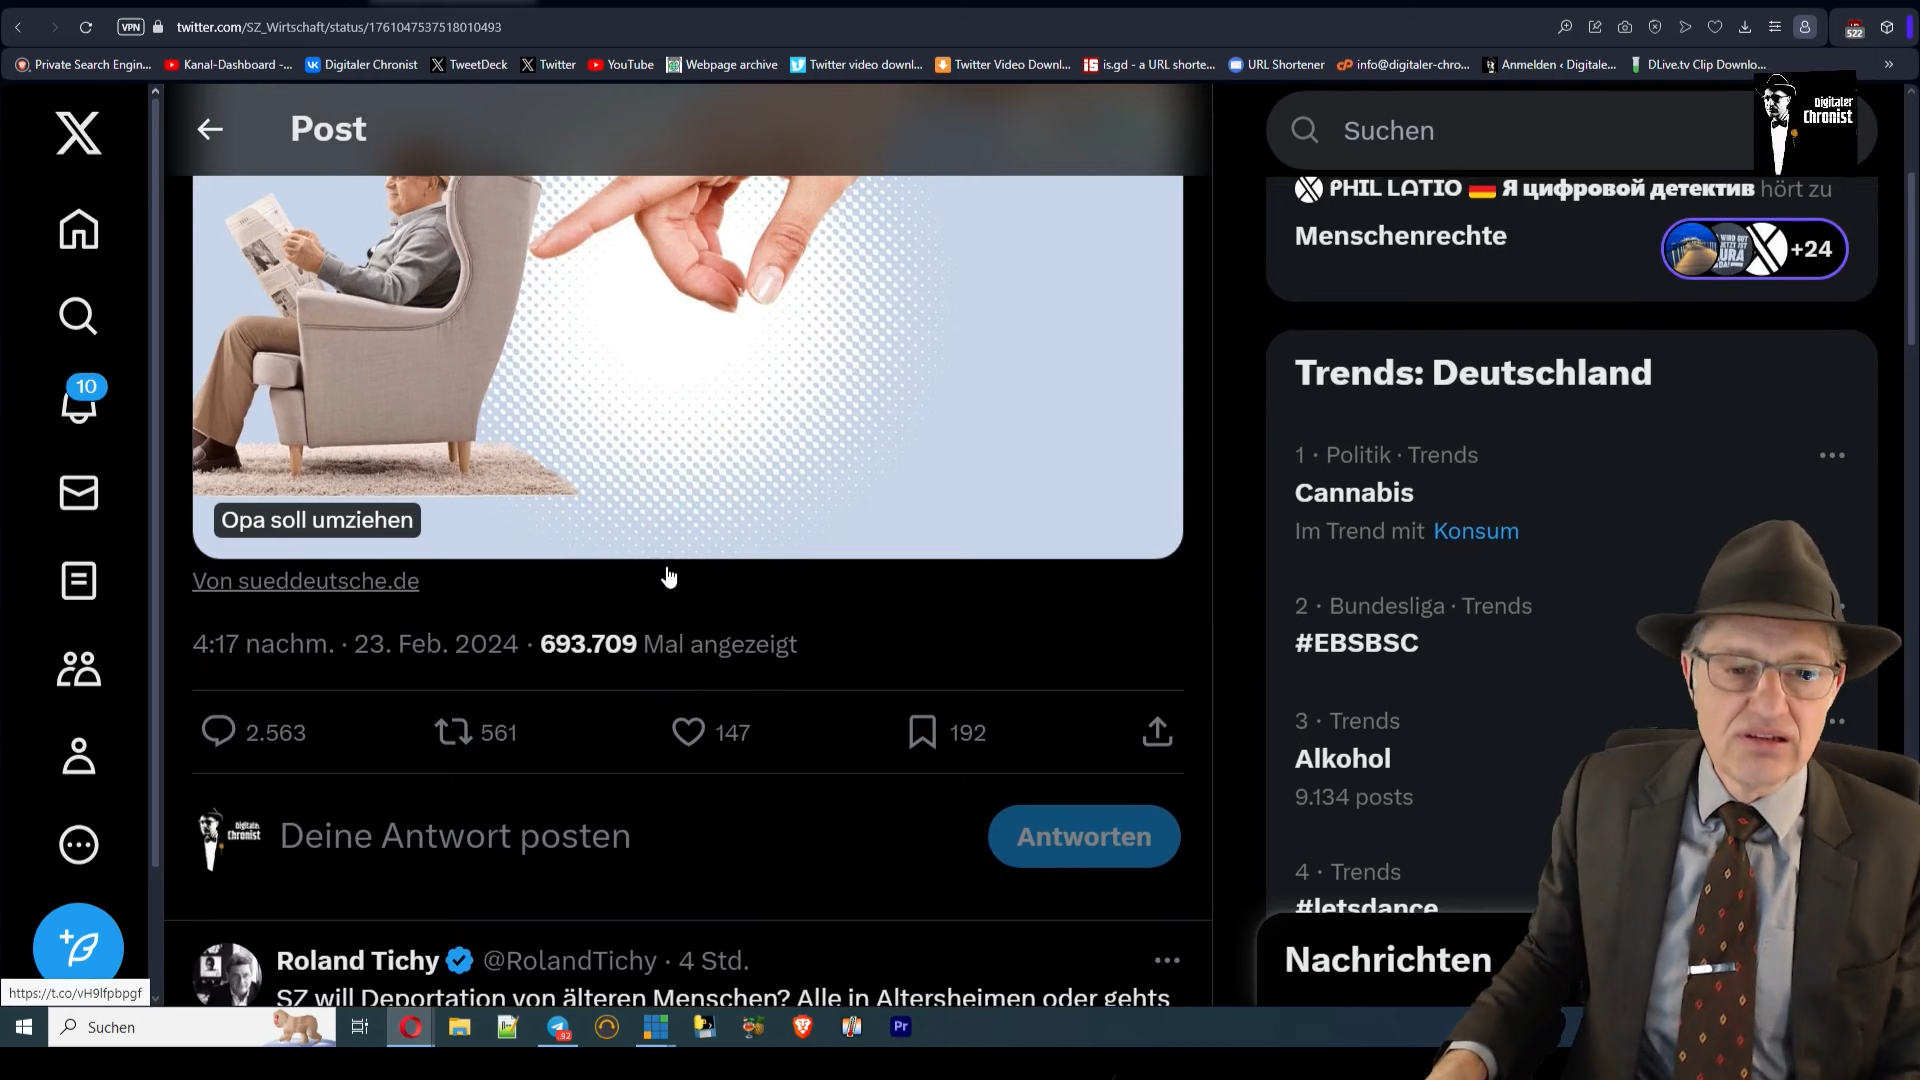 VPN
twitter.com/SZ_Wirtschaft/status/1761047537518010493
522
Private Search Engin...
Kanal-Dashboard -...
Digitaler Chronist
TweetDeck
Twitter
YouTube
Webpage archive
Twitter video downl...
Twitter Video Downl...
is.gd - a URL shorte...
URL Shortener
info@digitaler-chro...
Anmelden ‹ Digitale...
DLive.tv Clip Downlo...
Post
Suchen
Digitaler
Chronist
PHIL LATIO 🇩🇪 Я цифровой детектив hört zu
Menschenrechte
+24
Trends: Deutschland
1 · Politik · Trends
Cannabis
Im Trend mit Konsum
2 · Bundesliga · Trends
#EBSBSC
3 · Trends
Alkohol
9.134 posts
4 · Trends
#letsdance
Nachrichten
10
Opa soll umziehen
Von sueddeutsche.de
4:17 nachm. · 23. Feb. 2024 · 693.709 Mal angezeigt
2.563
561
147
192
Deine Antwort posten
Antworten
Roland Tichy @RolandTichy · 4 Std.
SZ will Deportation von älteren Menschen? Alle in Altersheimen oder gehts
https://t.co/vH9lfpbpgf
Suchen
92
Pr